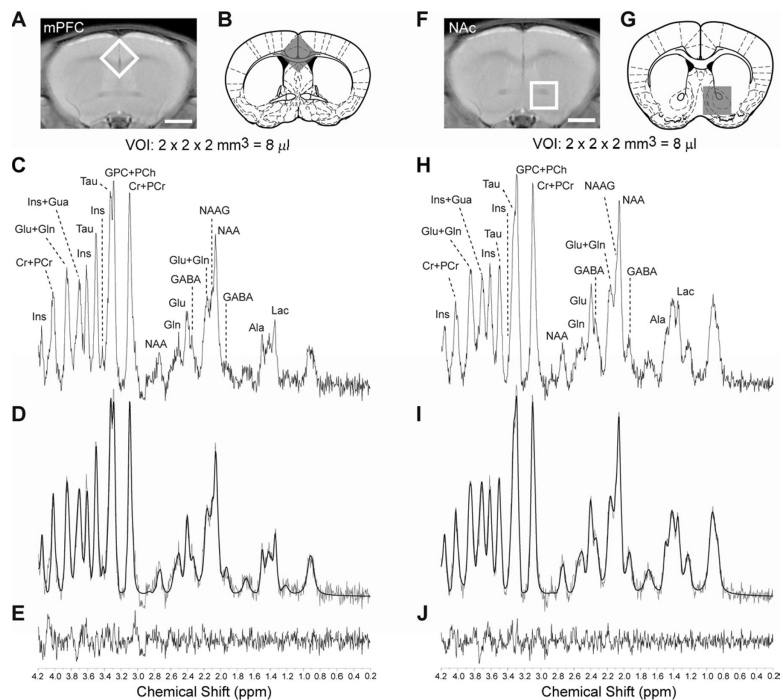 A
mPFC
B
F
NAc
G
VOI: 2 x 2 x 2 mm3 = 8 µl
VOI: 2 x 2 x 2 mm3 = 8 µl
C
GPC+PCh
Tau
Cr+PCr
Ins
Ins+Gua
Tau
Glu+Gln
Ins
Cr+PCr
Ins
NAAG
NAA
Glu+Gln
GABA
Glu
GABA
Gln
NAA
Lac
Ala
H
GPC+PCh
Tau
Cr+PCr
Ins
Ins+Gua
Tau
Glu+Gln
Ins
Cr+PCr
Ins
NAAG
NAA
Glu+Gln
GABA
GABA
Glu
Gln
NAA
Lac
Ala
D
I
E
J
4.2 4.0 3.8 3.6 3.4 3.2 3.0 2.8 2.6 2.4 2.2 2.0 1.8 1.6 1.4 1.2 1.0 0.8 0.6 0.4 0.2
Chemical Shift (ppm)
4.2 4.0 3.8 3.6 3.4 3.2 3.0 2.8 2.6 2.4 2.2 2.0 1.8 1.6 1.4 1.2 1.0 0.8 0.6 0.4 0.2
Chemical Shift (ppm)